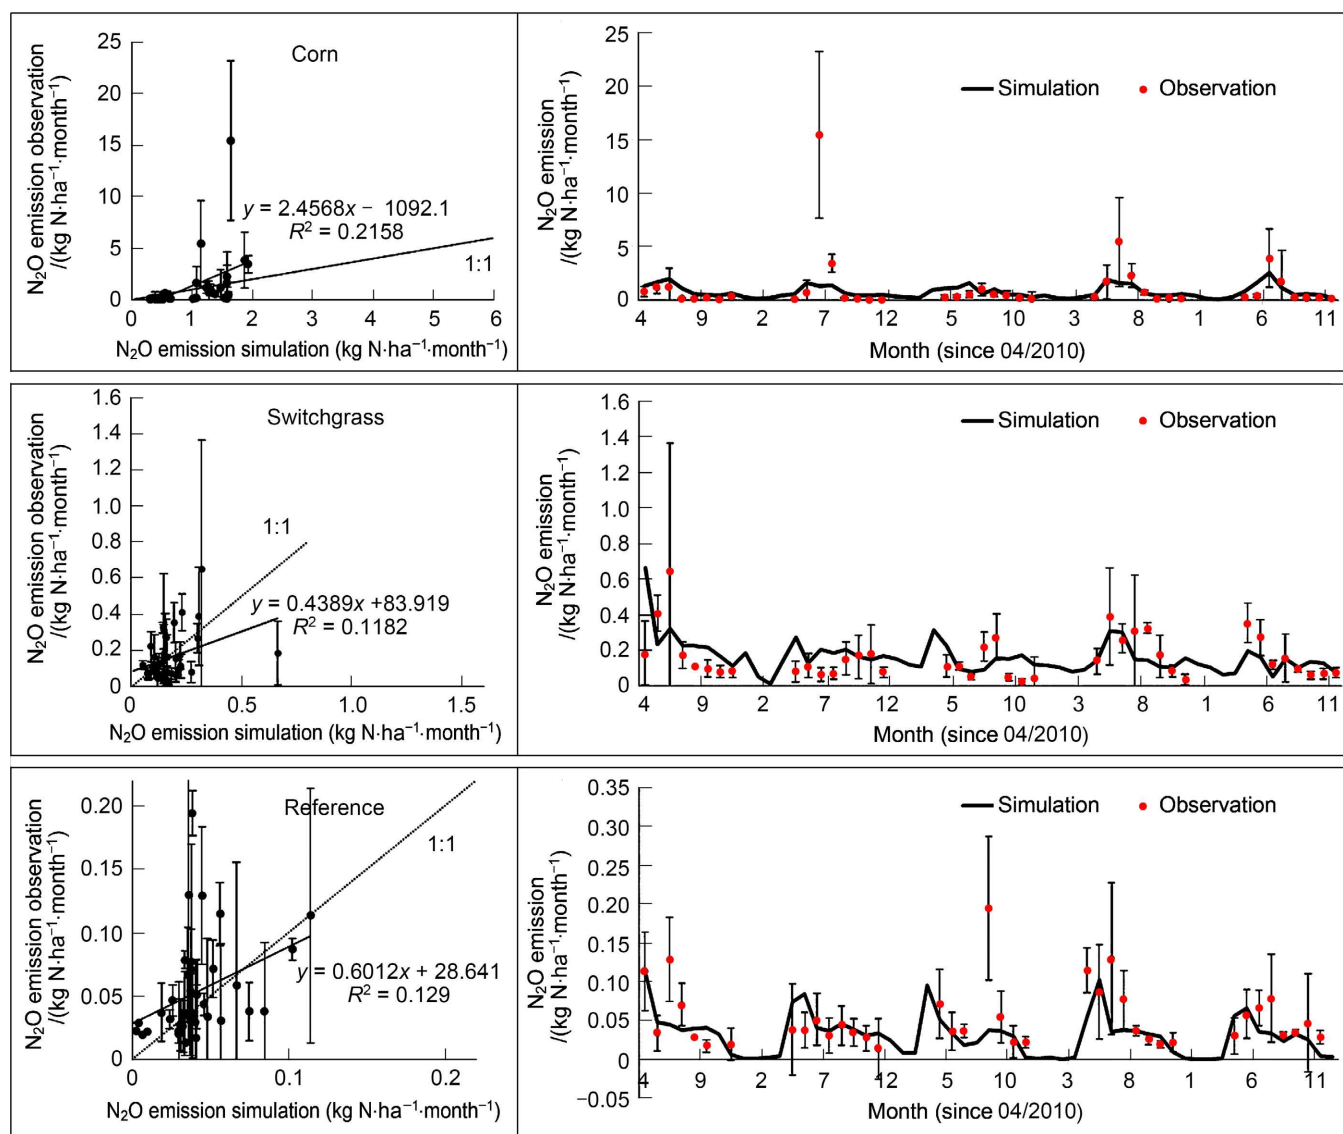 Corn
N₂O emission observation
/(kg N·ha⁻¹·month⁻¹)
25
20
15
10
5
0
y = 2.4568x − 1092.1
R² = 0.2158
1:1
0 1 2 3 4 5 6
N₂O emission simulation (kg N·ha⁻¹·month⁻¹)
N₂O emission
/(kg N·ha⁻¹·month⁻¹)
25
20
15
10
5
0
Simulation Observation
4 9 2 7 12 5 10 3 8 1 6 11
Month (since 04/2010)
Switchgrass
N₂O emission observation
/(kg N·ha⁻¹·month⁻¹)
1.6
1.4
1.2
1.0
0.8
0.6
0.4
0.2
0
1:1
y = 0.4389x +83.919
R² = 0.1182
0 0.5 1.0 1.5
N₂O emission simulation (kg N·ha⁻¹·month⁻¹)
N₂O emission
/(kg N·ha⁻¹·month⁻¹)
1.6
1.4
1.2
1.0
0.8
0.6
0.4
0.2
0
Simulation Observation
4 9 2 7 12 5 10 3 8 1 6 11
Month (since 04/2010)
Reference
N₂O emission observation
/(kg N·ha⁻¹·month⁻¹)
0.20
0.15
0.10
0.05
0
1:1
y = 0.6012x + 28.641
R² = 0.129
0 0.1 0.2
N₂O emission simulation (kg N·ha⁻¹·month⁻¹)
N₂O emission
/(kg N·ha⁻¹·month⁻¹)
0.35
0.30
0.25
0.20
0.15
0.10
0.05
0
−0.05
Simulation Observation
4 9 2 7 12 5 10 3 8 1 6 11
Month (since 04/2010)